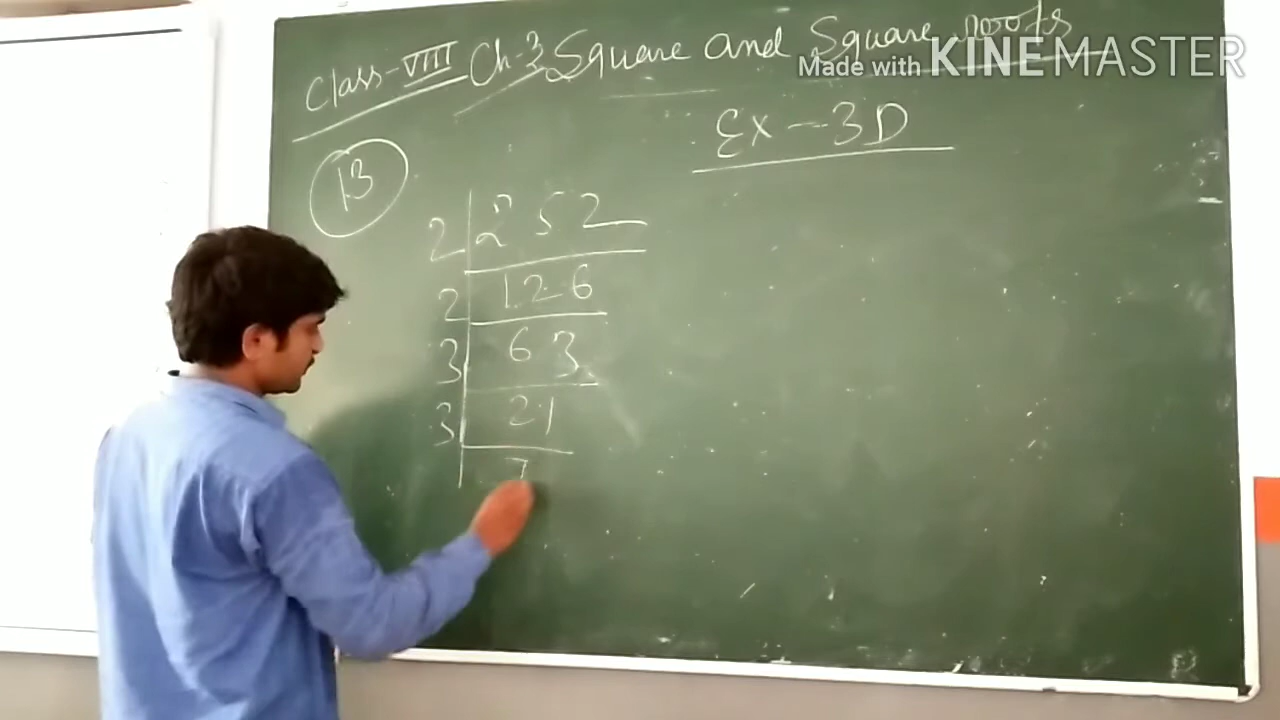 Class-VIII Ch-3 Square and Square roots
Made with KINEMASTER
Ex-3D
13
2 252
2 126
3 63
3 21
7